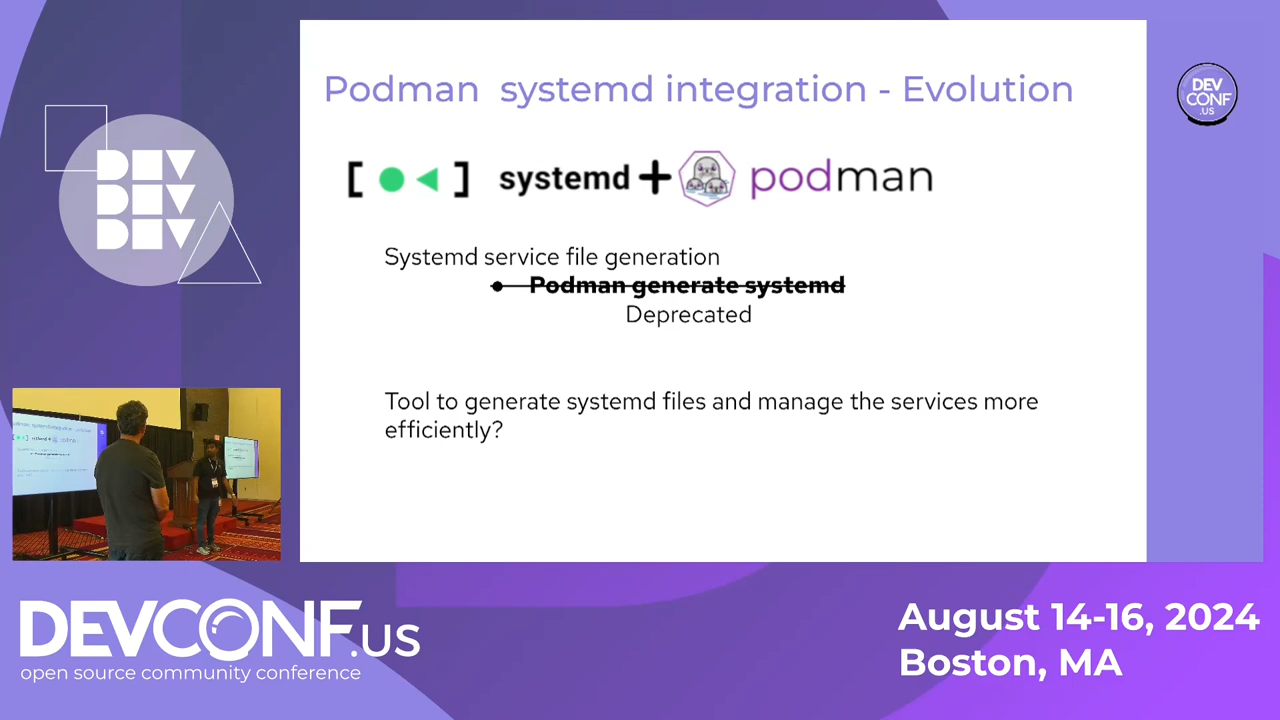 Podman systemd integration - Evolution
DEV
CONF
.US
DEV
DEV
DEV
[ ● ◀ ] systemd + podman
Systemd service file generation
● Podman generate systemd
Deprecated
Tool to generate systemd files and manage the services more
efficiently?
DEVCONF.US
open source community conference
August 14-16, 2024
Boston, MA